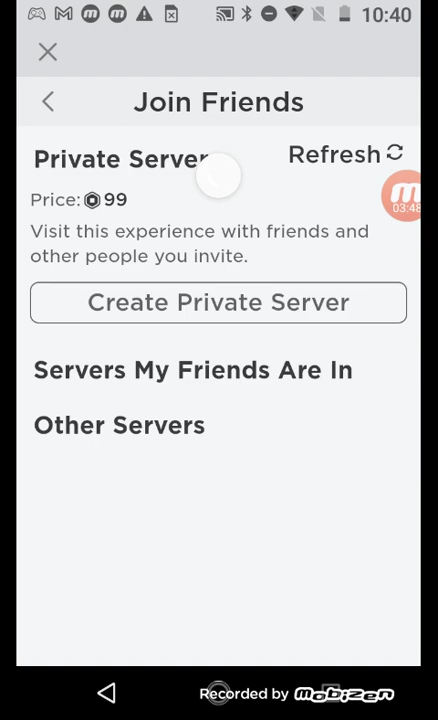 10:40
Join Friends
Private Server
Refresh
Price: 99
03:48
Visit this experience with friends and
other people you invite.
Create Private Server
Servers My Friends Are In
Other Servers
Recorded by mobizen